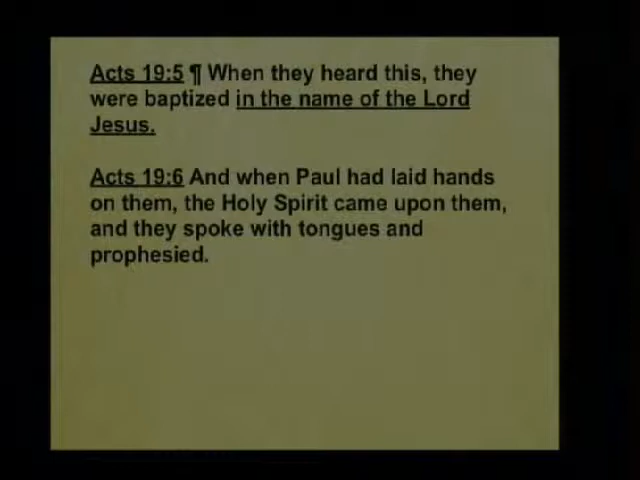 Acts 19:5 ¶ When they heard this, they
were baptized in the name of the Lord
Jesus.
Acts 19:6 And when Paul had laid hands
on them, the Holy Spirit came upon them,
and they spoke with tongues and
prophesied.